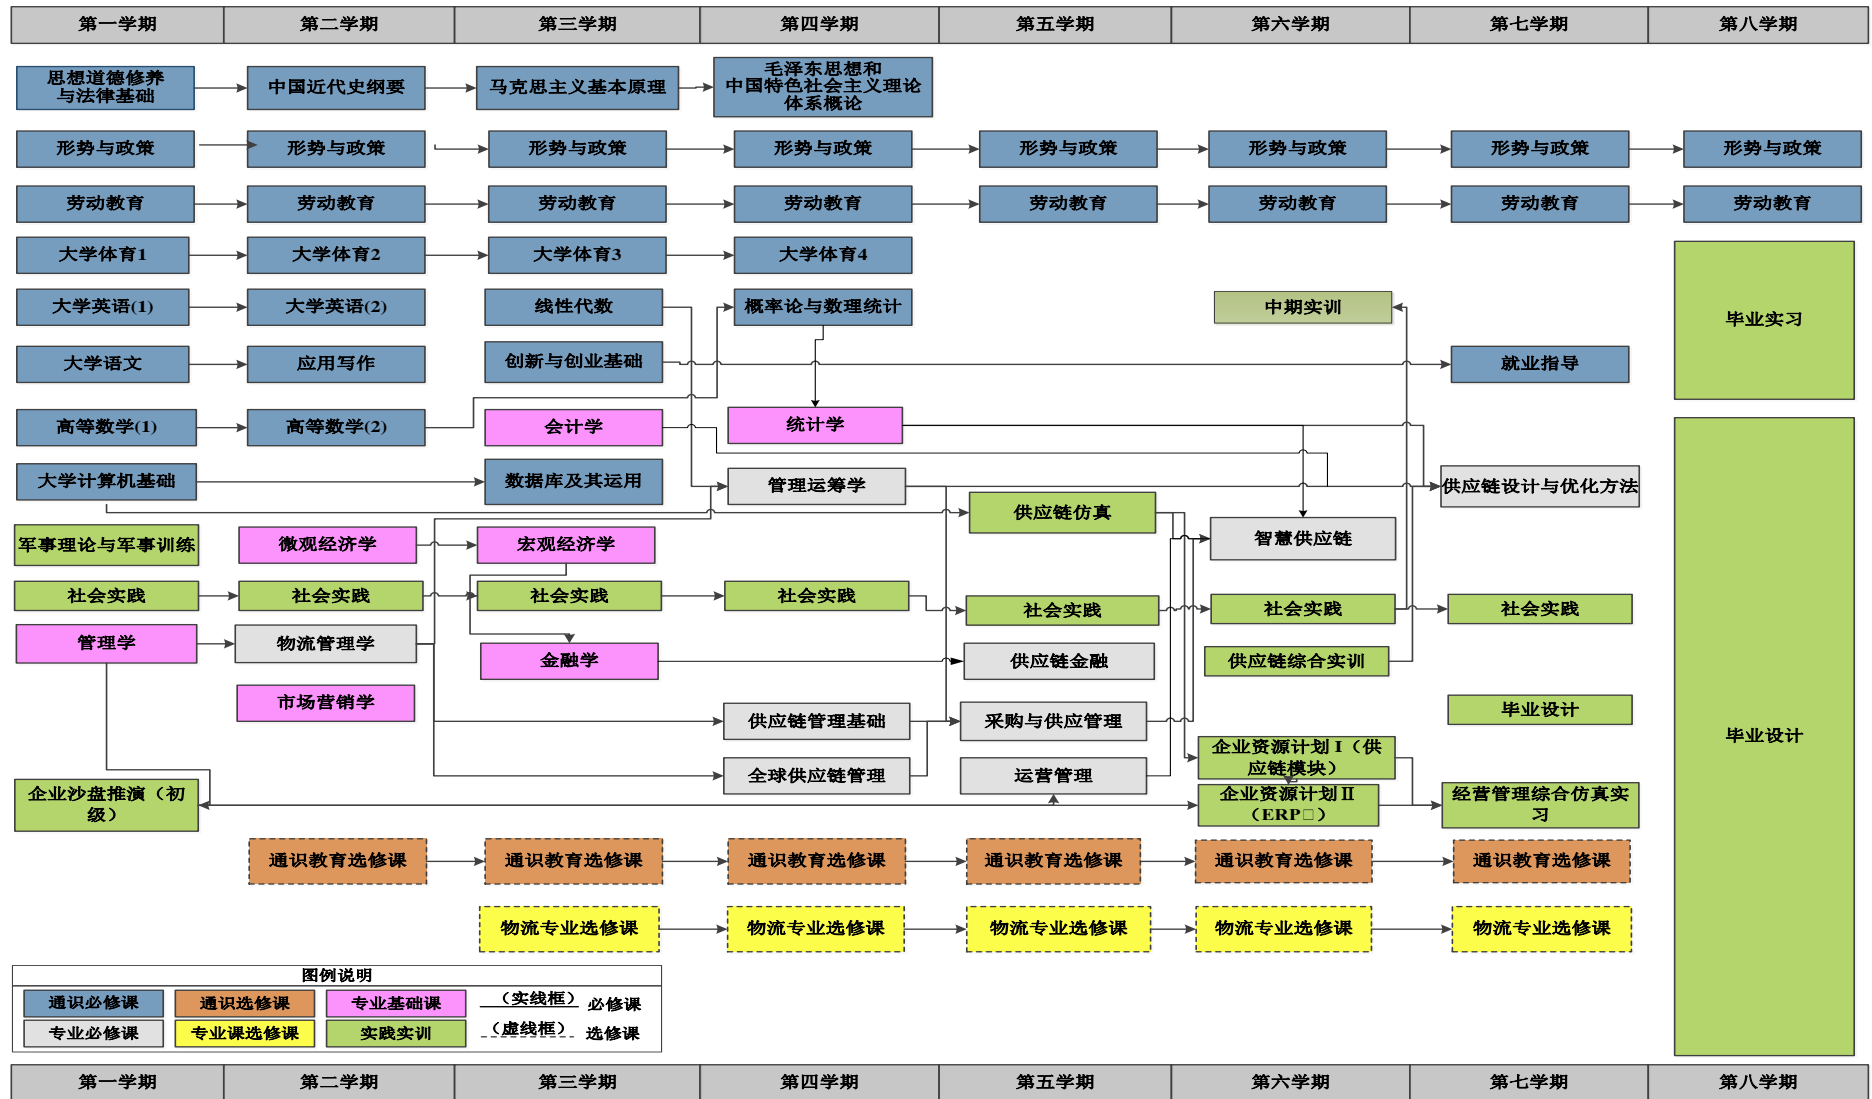 第一学期 第二学期 第三学期 第四学期 第五学期 第六学期 第七学期 第八学期
思想道德修养
与法律基础
中国近代史纲要
马克思主义基本原理
毛泽东思想和
中国特色社会主义理论
体系概论
形势与政策 形势与政策 形势与政策 形势与政策 形势与政策 形势与政策 形势与政策 形势与政策
劳动教育 劳动教育 劳动教育 劳动教育 劳动教育 劳动教育 劳动教育 劳动教育
大学体育1 大学体育2 大学体育3 大学体育4
大学英语(1) 大学英语(2) 线性代数 概率论与数理统计 中期实训
毕业实习
大学语文 应用写作 创新与创业基础 就业指导
高等数学(1) 高等数学(2) 会计学 统计学
大学计算机基础 数据库及其运用 管理运筹学 供应链设计与优化方法
供应链仿真
军事理论与军事训练 微观经济学 宏观经济学 智慧供应链
社会实践 社会实践 社会实践 社会实践 社会实践 社会实践 社会实践
管理学 物流管理学 金融学 供应链金融 供应链综合实训
市场营销学 供应链管理基础 采购与供应管理 毕业设计
毕业设计
全球供应链管理 运营管理
企业资源计划Ⅰ（供
应链模块）
企业沙盘推演（初
级）
企业资源计划Ⅱ
（ERP□）
经营管理综合仿真实
习
通识教育选修课 通识教育选修课 通识教育选修课 通识教育选修课 通识教育选修课 通识教育选修课
物流专业选修课 物流专业选修课 物流专业选修课 物流专业选修课 物流专业选修课
图例说明
通识必修课 通识选修课 专业基础课 （实线框） 必修课
专业必修课 专业课选修课 实践实训 （虚线框） 选修课
第一学期 第二学期 第三学期 第四学期 第五学期 第六学期 第七学期 第八学期